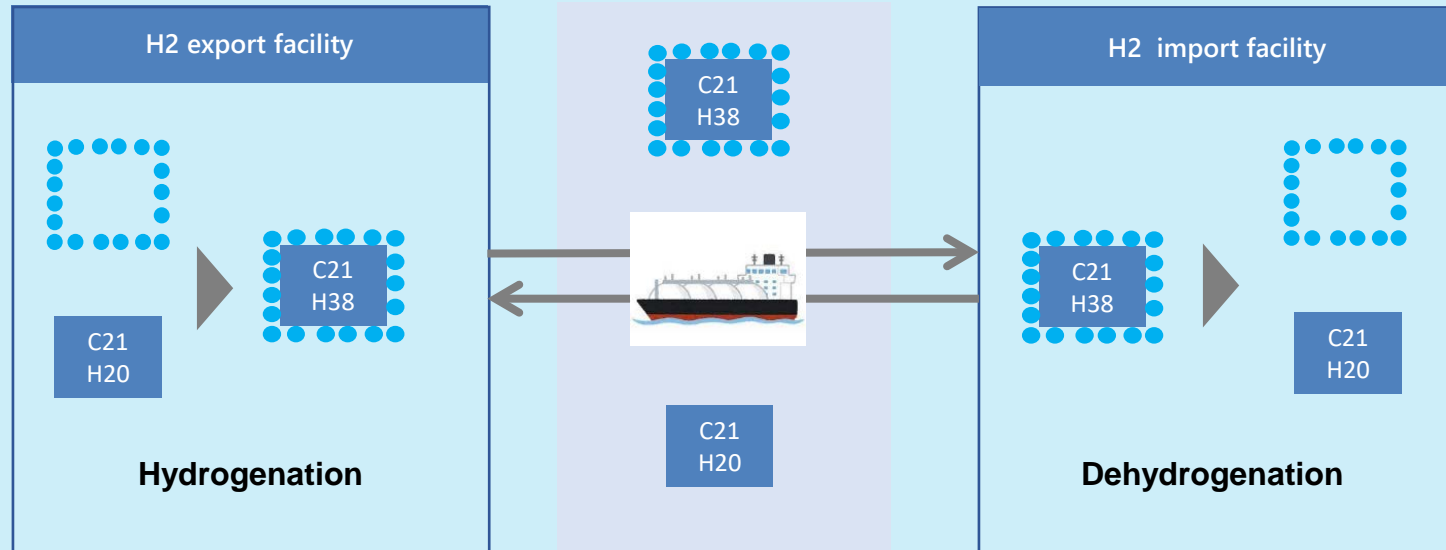 H2 export facility
C21
H38
C21
H20
Hydrogenation
C21
H38
C21
H20
H2 import facility
C21
H38
C21
H20
Dehydrogenation